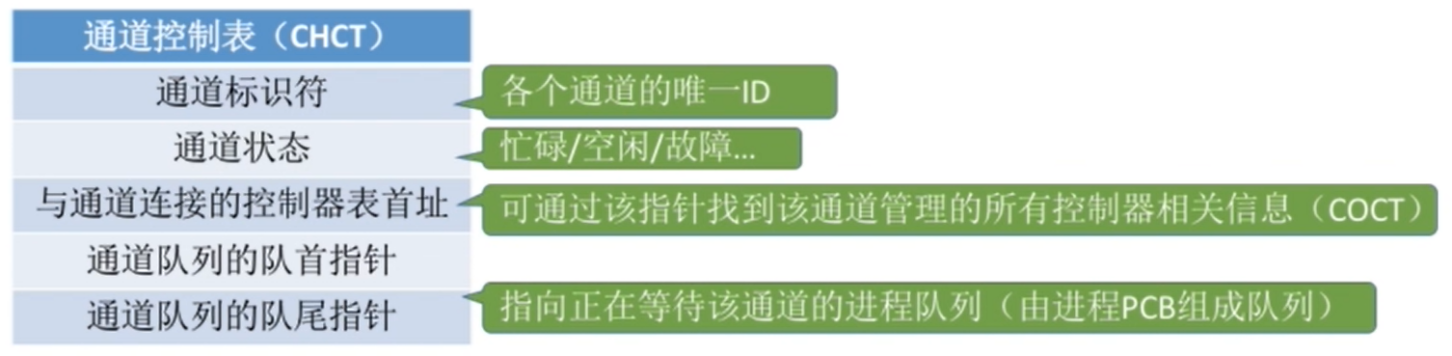 通道控制表（CHCT）
通道标识符
各个通道的唯一ID
通道状态
忙碌/空闲/故障...
与通道连接的控制器表首址
可通过该指针找到该通道管理的所有控制器相关信息（COCT）
通道队列的队首指针
通道队列的队尾指针
指向正在等待该通道的进程队列（由进程PCB组成队列）